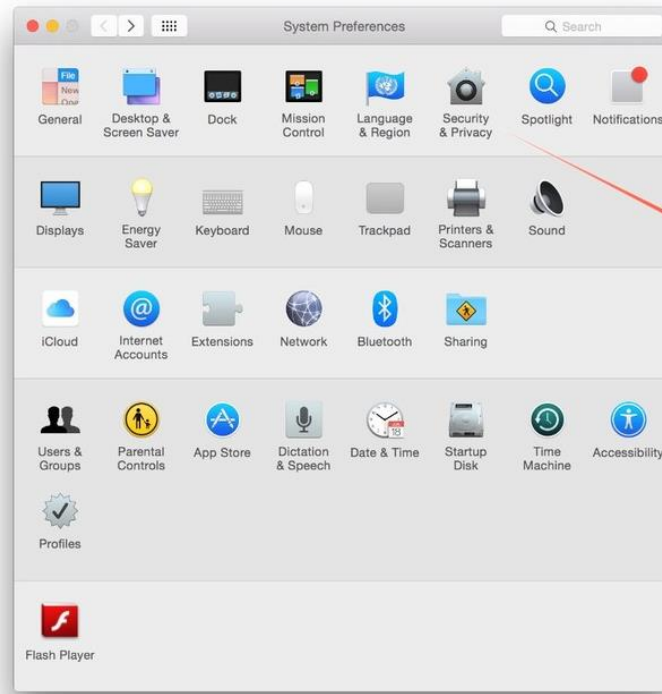 System Preferences
Search
File
New
General
Desktop &
Screen Saver
Dock
Mission
Control
Language
& Region
Security
& Privacy
Spotlight
Notifications
Displays
Energy
Saver
Keyboard
Mouse
Trackpad
Printers &
Scanners
Sound
iCloud
Internet
Accounts
Extensions
Network
Bluetooth
Sharing
Users &
Groups
Parental
Controls
App Store
Dictation
& Speech
Date & Time
Startup
Disk
Time
Machine
Accessibility
Profiles
Flash Player